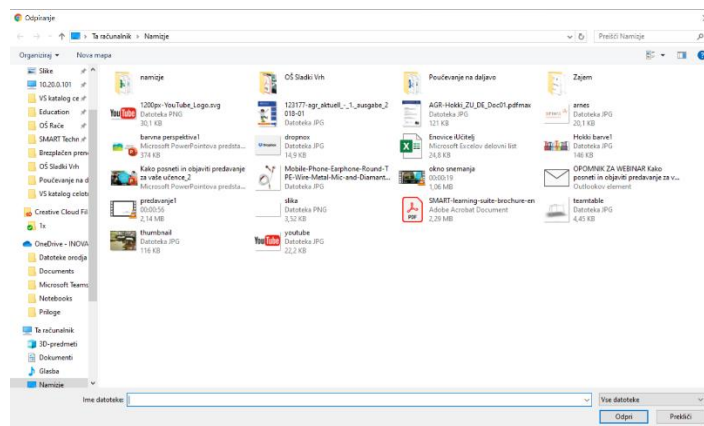 Odpiranje
Ta računalnik › Namizje
Prešči Namizje
Organiziraj
Nova mapa
Slike
10.20.0.101
VS katalog ce
Education
OŠ Rače
SMART Techn
Brezplačen pren
OŠ Sladki Vrh
Poučevanje na d
VS katalog celot
Creative Cloud Fil
1x
OneDrive - INOVA
Datoteke orodja
Documents
Microsoft Teams
Notebooks
Priloge
Ta računalnik
3D-predmeti
Dokumenti
Glasba
Namizje
namizje
OŠ Sladki Vrh
Poučevanje na daljavo
Zajem
1200px-YouTube_Logo.svg
Datoteka PNG
30,1 KB
123177-agr_aktuell_-_1._ausgabe_2
018-01
Datoteka JPG
AGR-Hokki_ZU_DE_Doc01.pdfmax
Datoteka JPG
121 KB
arnes
Datoteka JPG
20,1 KB
barvna perspektiva1
Microsoft PowerPointova predsta...
374 KB
dropnox
Datoteka JPG
14,9 KB
Enovice iUčitelj
Microsoft Excelov delovni list
24,8 KB
Hokki barve1
Datoteka JPG
146 KB
Kako posneti in objaviti predavanje
za vaše učence_2
Microsoft PowerPointova predsta...
Mobile-Phone-Earphone-Round-T
PE-Wire-Metal-Mic-and-Diamant...
Datoteka JPG
okno snemanja
00:00:19
1,06 MB
OPOMNIK ZA WEBINAR Kako
posneti in objaviti predavanje za v...
Outlookov element
predavanje1
00:00:56
2,14 MB
slika
Datoteka PNG
3,52 KB
SMART-learning-suite-brochure-en
Adobe Acrobat Document
2,29 MB
teamtable
Datoteka JPG
4,45 KB
thumbnail
Datoteka JPG
116 KB
youtube
Datoteka JPG
22,2 KB
Ime datoteke:
Vse datoteke
Odpri
Prekliči